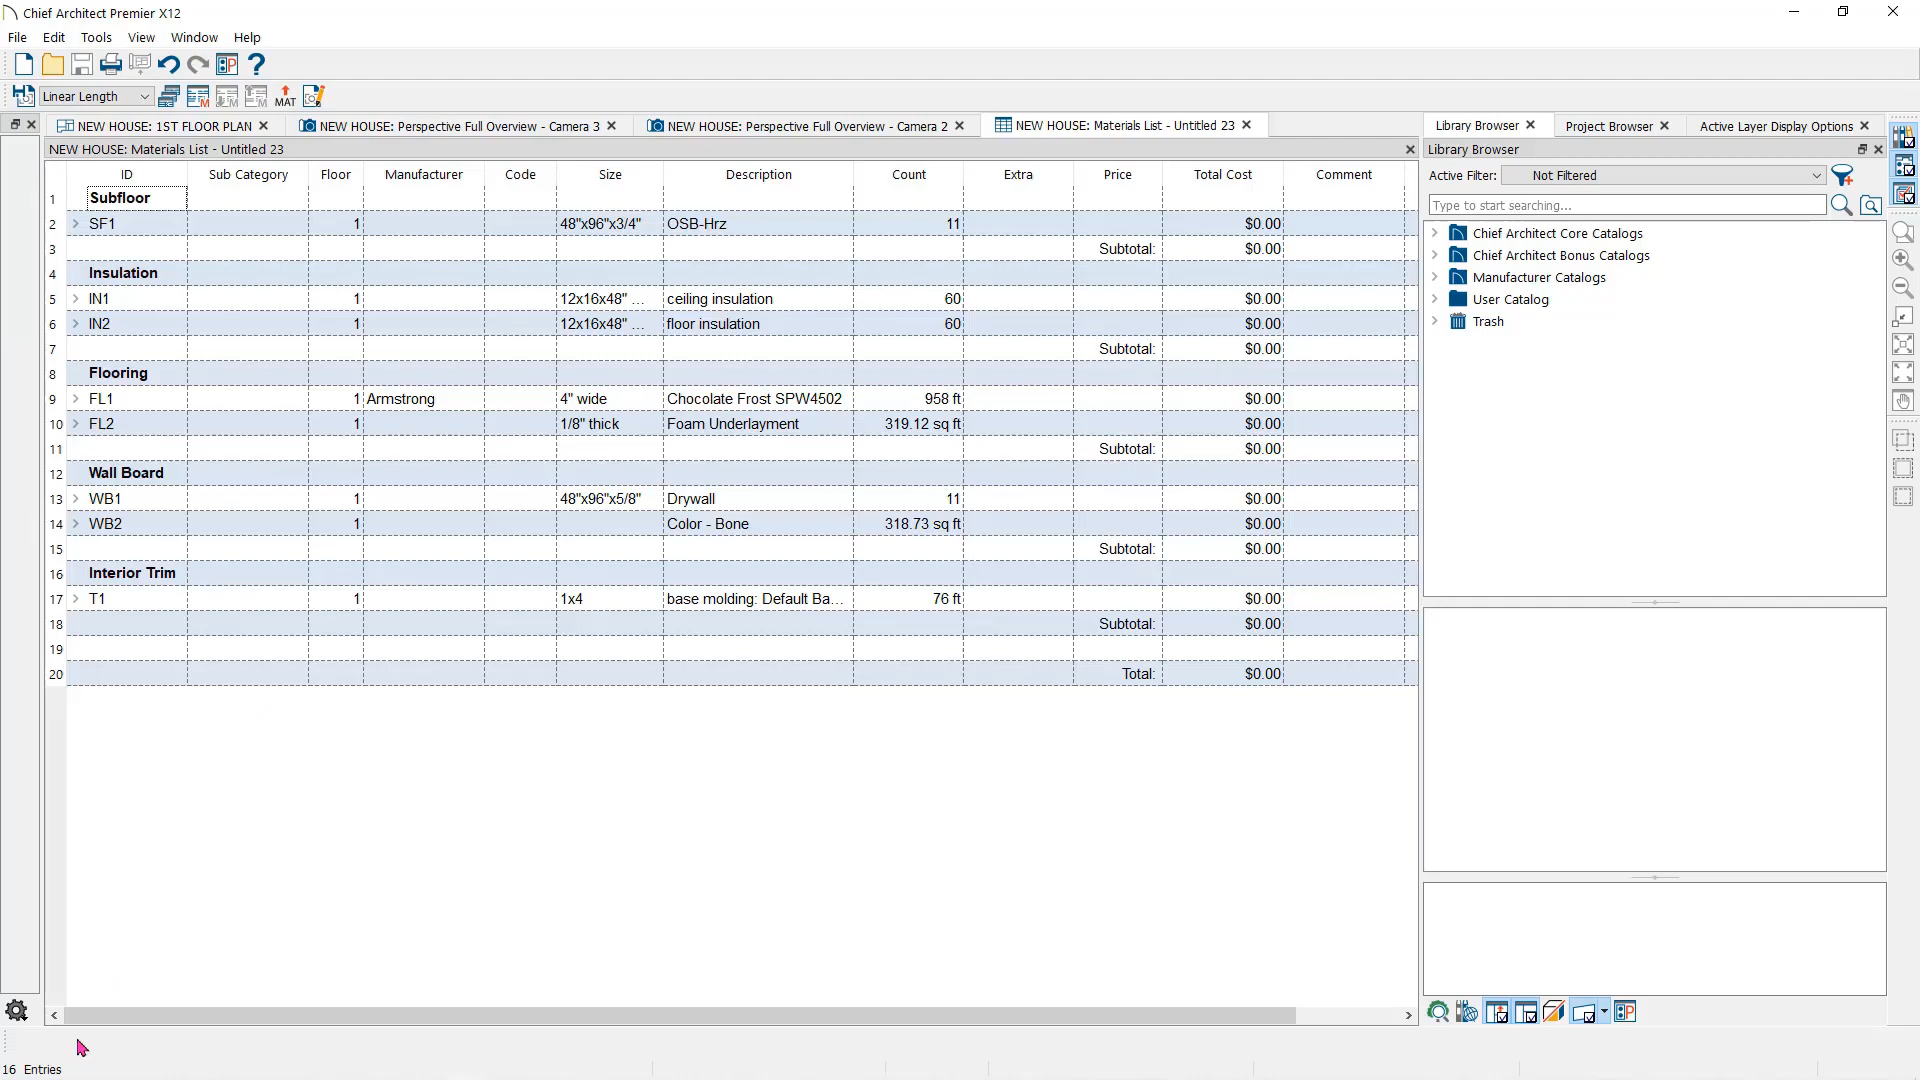 Chief Architect Premier X12
File Edit Tools View Window Help
Linear Length
MAT
NEW HOUSE: 1ST FLOOR PLAN
NEW HOUSE: Perspective Full Overview - Camera 3
NEW HOUSE: Perspective Full Overview - Camera 2
NEW HOUSE: Materials List - Untitled 23
NEW HOUSE: Materials List - Untitled 23
ID Sub Category Floor Manufacturer Code Size Description Count Extra Price Total Cost Comment
1 Subfloor
2 SF1 1 48"x96"x3/4" OSB-Hrz 11 $0.00
3 Subtotal: $0.00
4 Insulation
5 IN1 1 12x16x48" ... ceiling insulation 60 $0.00
6 IN2 1 12x16x48" ... floor insulation 60 $0.00
7 Subtotal: $0.00
8 Flooring
9 FL1 1 Armstrong 4" wide Chocolate Frost SPW4502 958 ft $0.00
10 FL2 1 1/8" thick Foam Underlayment 319.12 sq ft $0.00
11 Subtotal: $0.00
12 Wall Board
13 WB1 1 48"x96"x5/8" Drywall 11 $0.00
14 WB2 1 Color - Bone 318.73 sq ft $0.00
15 Subtotal: $0.00
16 Interior Trim
17 T1 1 1x4 base molding: Default Ba... 76 ft $0.00
18 Subtotal: $0.00
19
20 Total: $0.00
Library Browser Project Browser Active Layer Display Options
Library Browser
Active Filter: Not Filtered
Type to start searching...
Chief Architect Core Catalogs
Chief Architect Bonus Catalogs
Manufacturer Catalogs
User Catalog
Trash
16 Entries